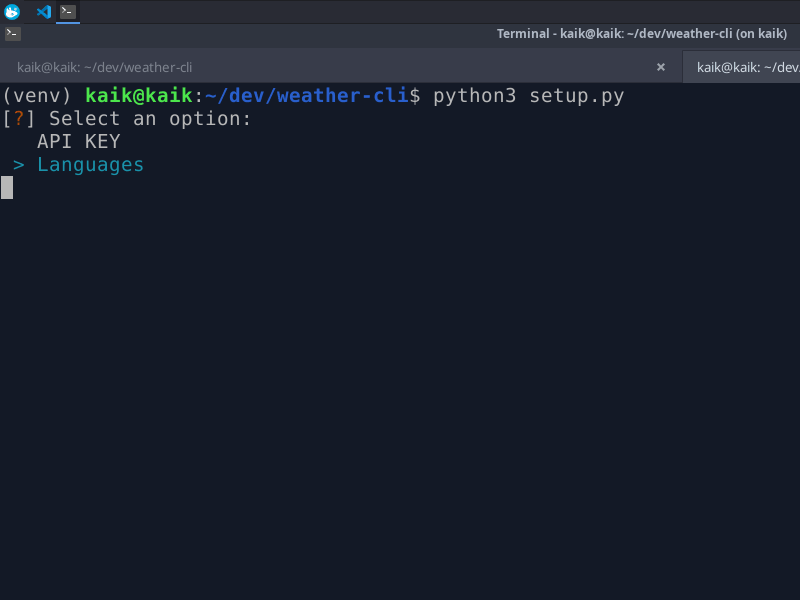 Terminal - kaik@kaik: ~/dev/weather-cli (on kaik)
kaik@kaik: ~/dev/weather-cli × kaik@kaik: ~/dev
(venv) kaik@kaik:~/dev/weather-cli$ python3 setup.py
[?] Select an option:
API KEY
> Languages